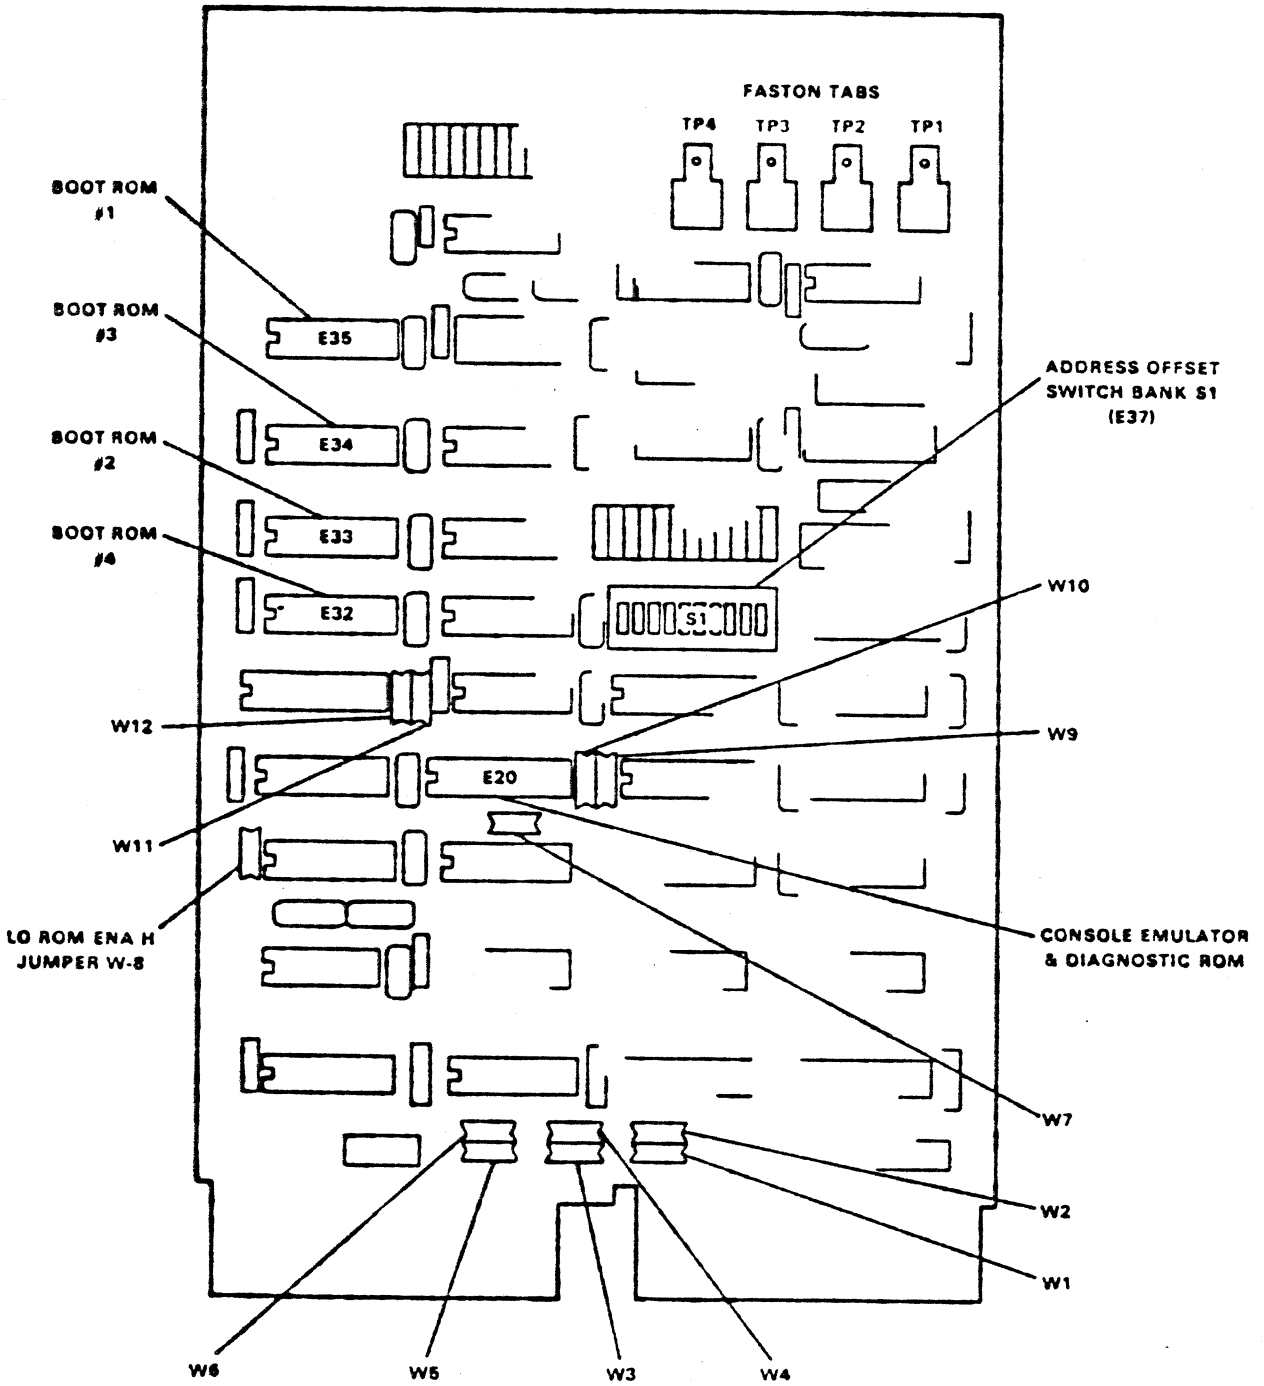 FASTON TABS
TP4 TP3 TP2 TP1
BOOT ROM
#1
BOOT ROM
#3
E35
ADDRESS OFFSET
SWITCH BANK S1
(E37)
BOOT ROM
#2
E34
BOOT ROM
#4
E33
W10
E32
S1
W12
W9
E20
W11
LO ROM ENA H
JUMPER W-8
CONSOLE EMULATOR
& DIAGNOSTIC ROM
W7
W2
W1
W6
W5
W3
W4